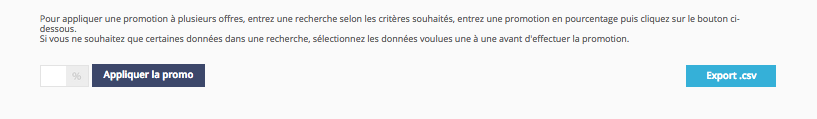 Pour appliquer une promotion à plusieurs offres, entrez une recherche selon les critères souhaités, entrez une promotion en pourcentage puis cliquez sur le bouton ci-
dessous.
Si vous ne souhaitez que certaines données dans une recherche, sélectionnez les données voulues une à une avant d'effectuer la promotion.
% Appliquer la promo Export .csv